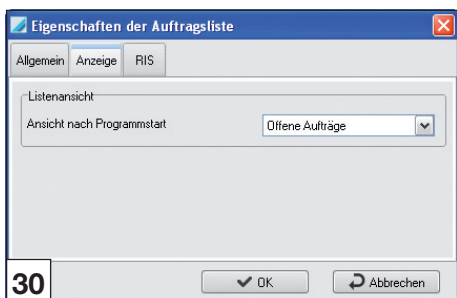 Eigenschaften der Auftragsliste
Allgemein Anzeige RIS
Listenansicht
Ansicht nach Programmstart Offene Aufträge
30 OK Abbrechen